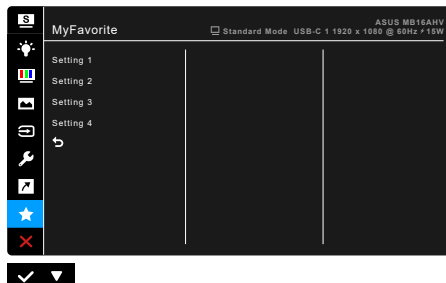 S
MyFavorite
ASUS MB16AHV
Standard Mode USB-C 1 1920 x 1080 @ 60Hz ⚡15W
Setting 1
Setting 2
Setting 3
Setting 4